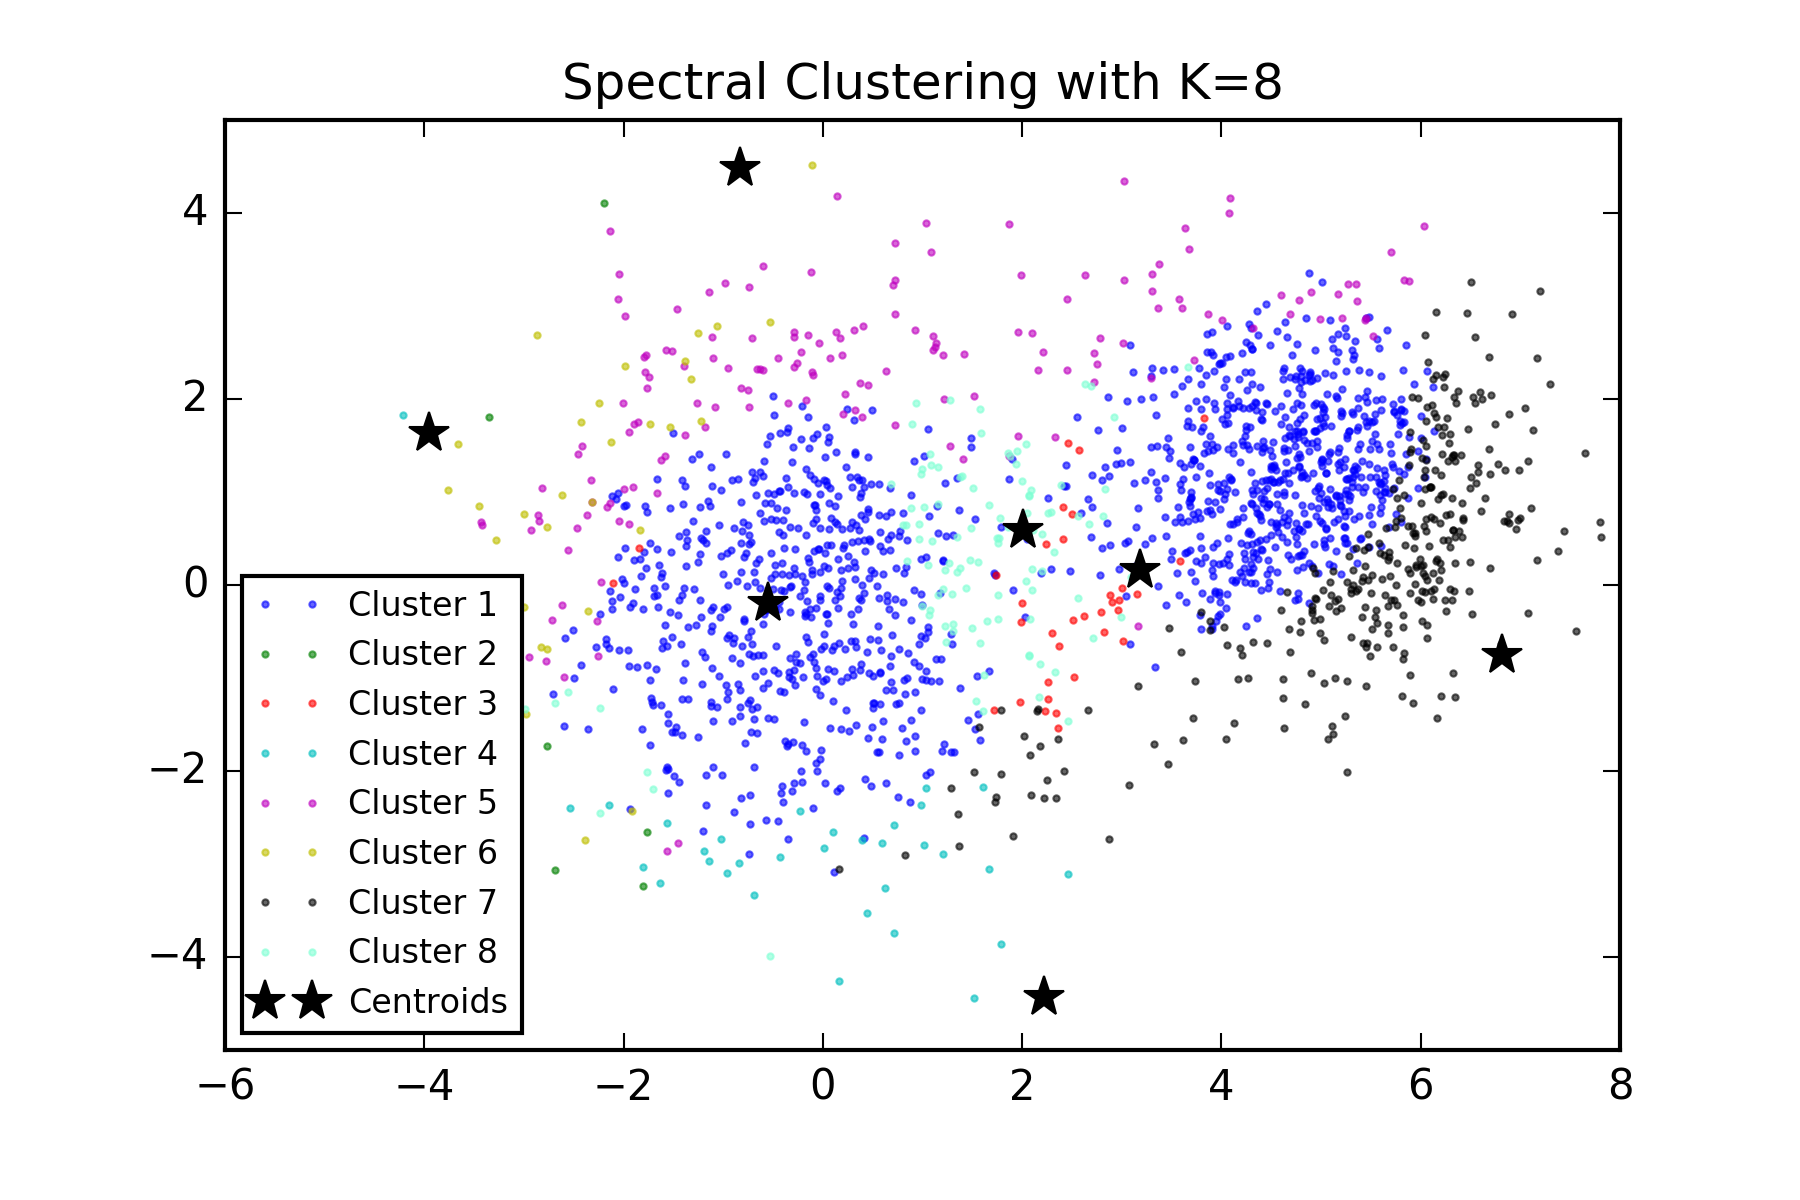 Spectral Clustering with K=8
4
2
0
−2
−4
Cluster 1
Cluster 2
Cluster 3
Cluster 4
Cluster 5
Cluster 6
Cluster 7
Cluster 8
Centroids
−6 −4 −2 0 2 4 6 8